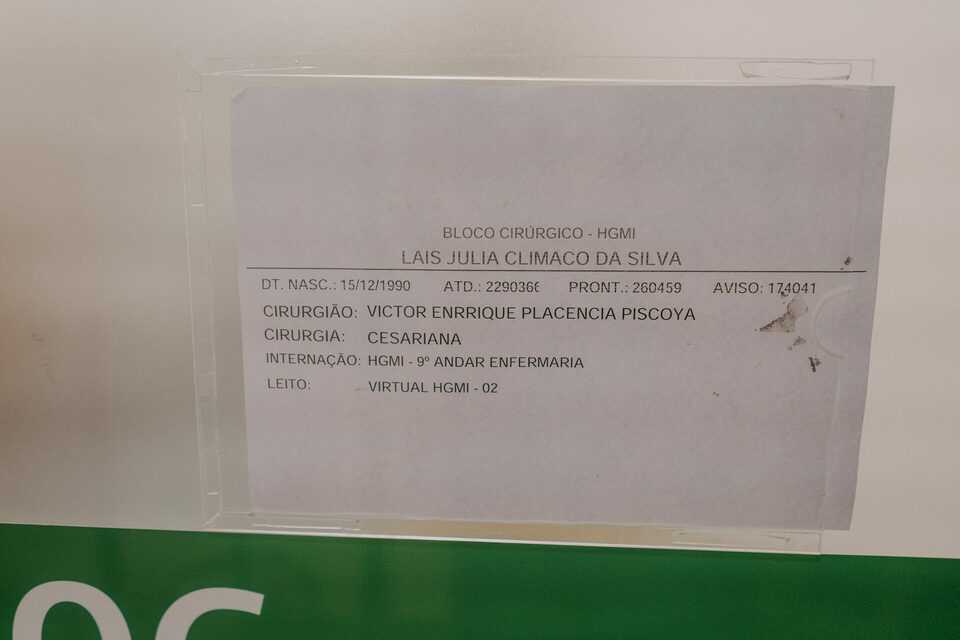 BLOCO CIRÚRGICO - HGMI
LAIS JULIA CLIMACO DA SILVA
DT. NASC.: 15/12/1990 ATD.: 2290366 PRONT.: 260459 AVISO: 174041
CIRURGIÃO: VICTOR ENRRIQUE PLACENCIA PISCOYA
CIRURGIA: CESARIANA
INTERNAÇÃO: HGMI - 9º ANDAR ENFERMARIA
LEITO: VIRTUAL HGMI - 02